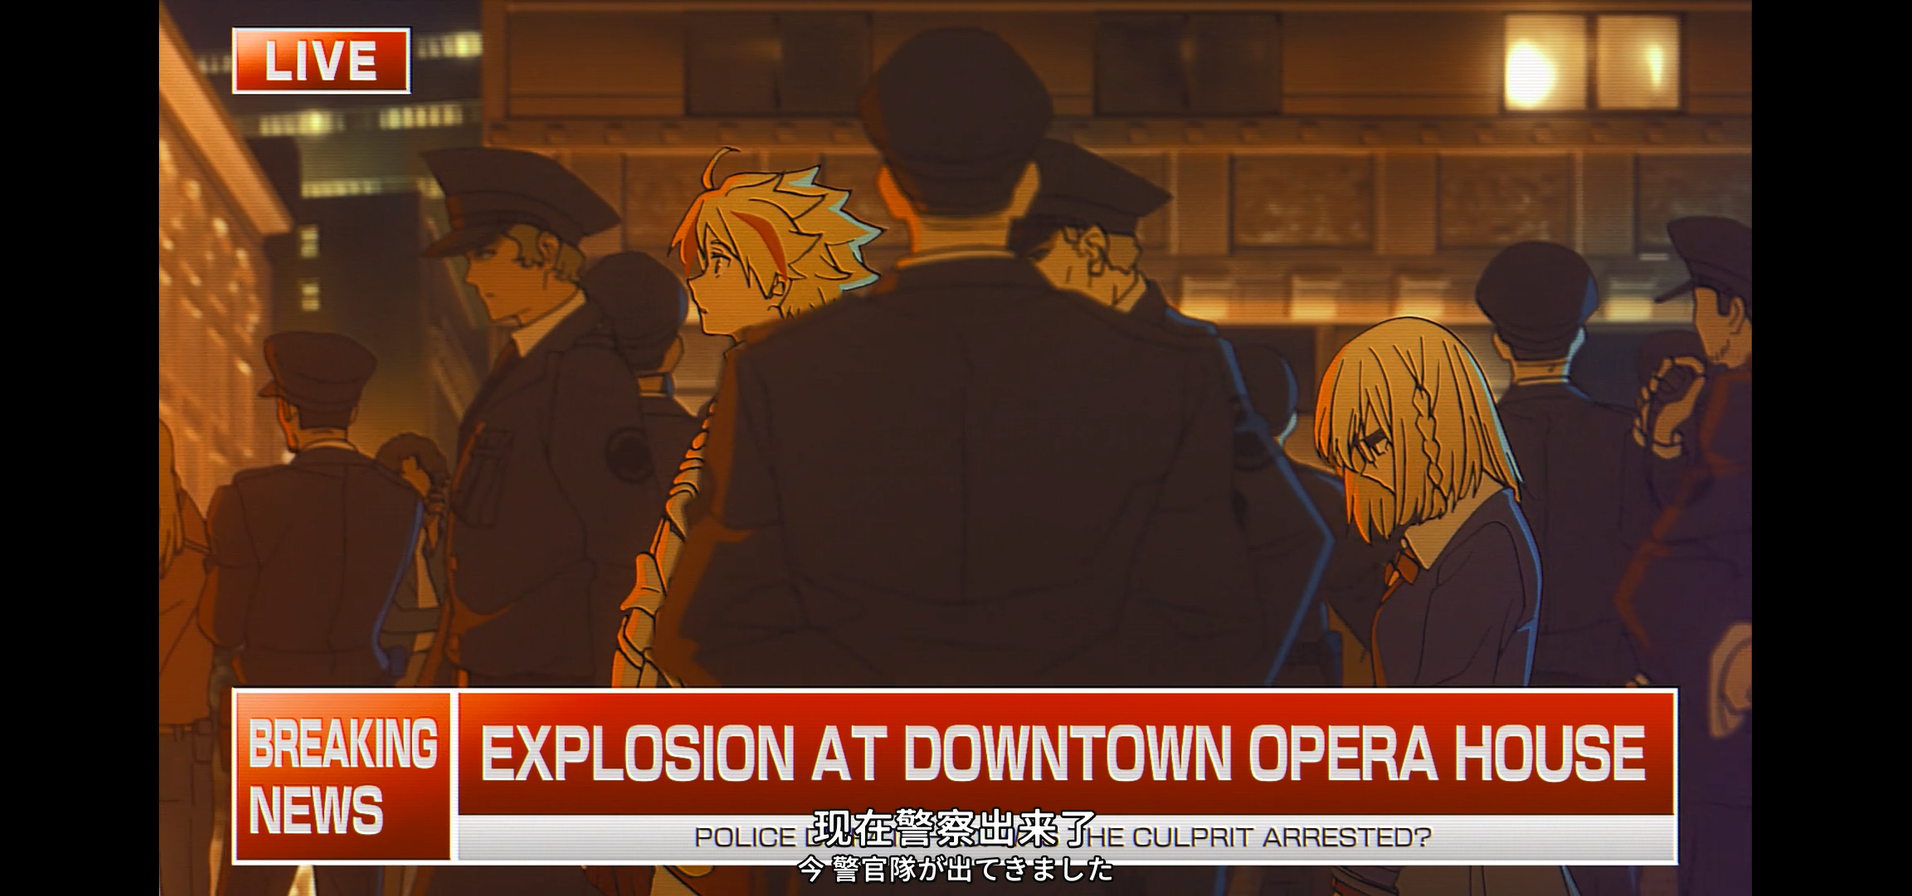 LIVE
BREAKING
NEWS
EXPLOSION AT DOWNTOWN OPERA HOUSE
POLICE HE CULPRIT ARRESTED?
现在警察出来了
今 警官隊が出てきました